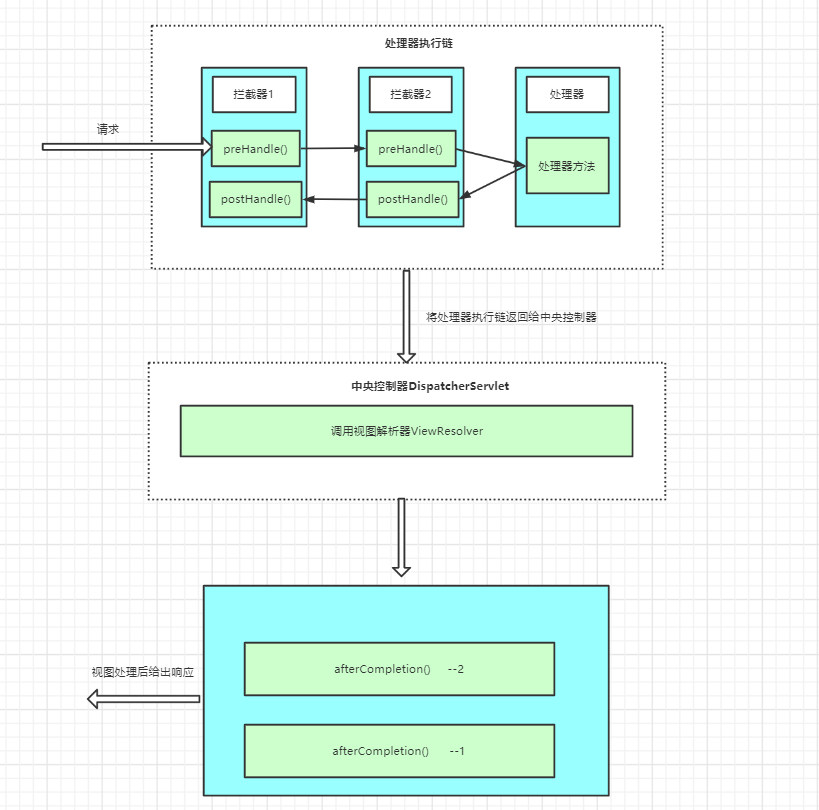 处理器执行链
拦截器1
拦截器2
处理器
请求
preHandle()
preHandle()
处理器方法
postHandle()
postHandle()
将处理器执行链返回给中央控制器
中央控制器DispatcherServlet
调用视图解析器ViewResolver
afterCompletion() --2
视图处理后给出响应
afterCompletion() --1